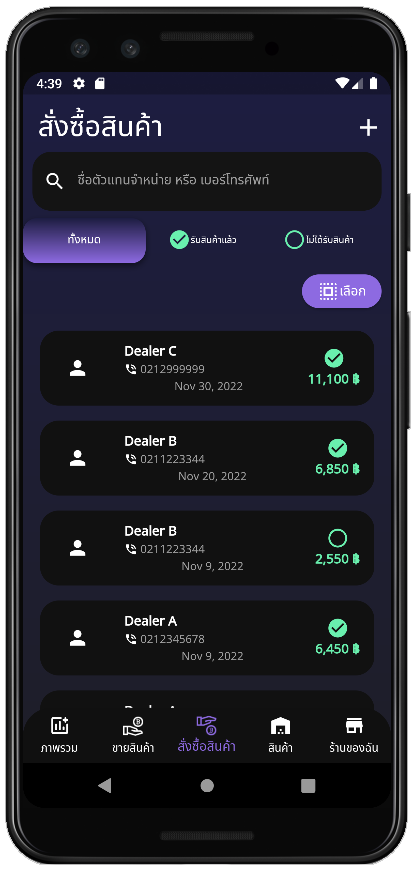 4:39
สั่งซื้อสินค้า
ชื่อตัวแทนจำหน่าย หรือ เบอร์โทรศัพท์
ทั้งหมด
รับสินค้าแล้ว
ไม่ได้รับสินค้า
เลือก
Dealer C
0212999999
Nov 30, 2022
11,100 ฿
Dealer B
0211223344
Nov 20, 2022
6,850 ฿
Dealer B
0211223344
Nov 9, 2022
2,550 ฿
Dealer A
0212345678
Nov 9, 2022
6,450 ฿
ภาพรวม
ขายสินค้า
สั่งซื้อสินค้า
สินค้า
ร้านของฉัน